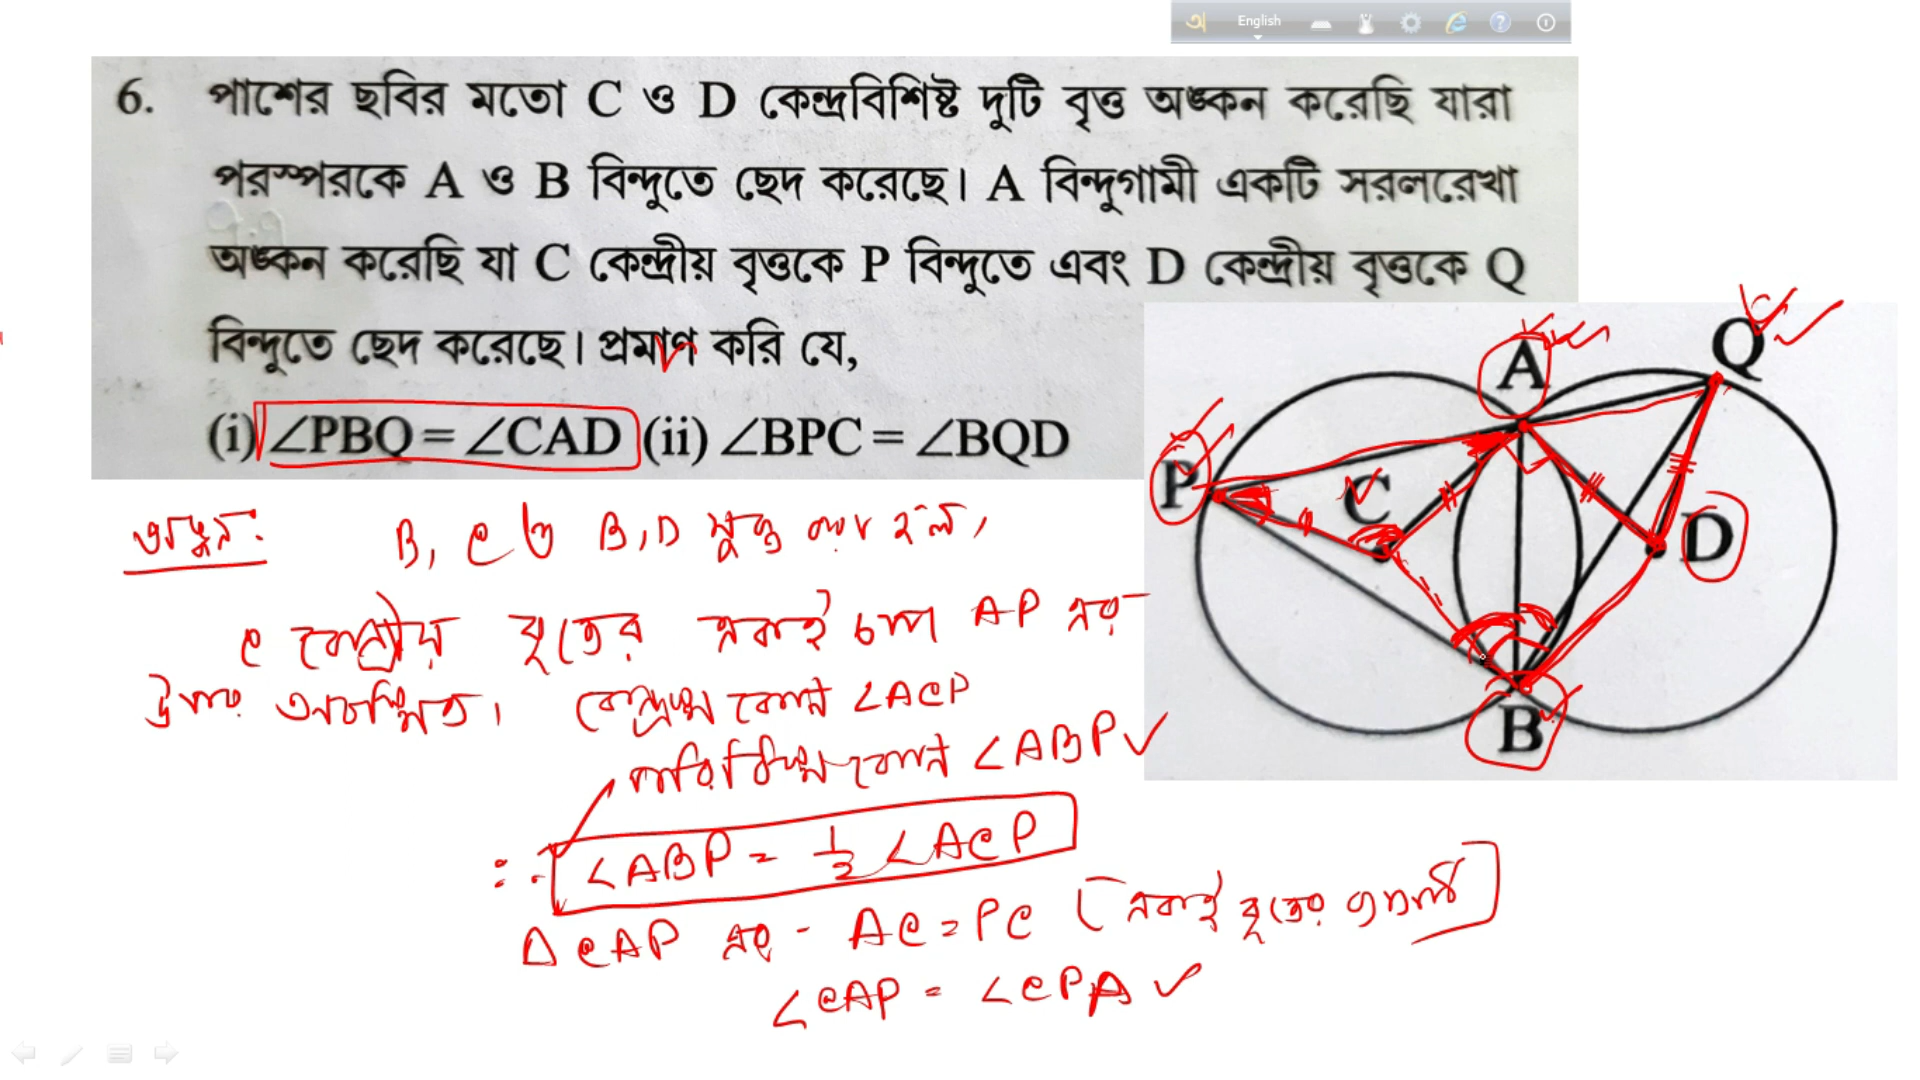 English
6. পাশের ছবির মতো C ও D কেন্দ্রবিশিষ্ট দুটি বৃত্ত অঙ্কন করেছি যারা
পরস্পরকে A ও B বিন্দুতে ছেদ করেছে। A বিন্দুগামী একটি সরলরেখা
অঙ্কন করেছি যা C কেন্দ্রীয় বৃত্তকে P বিন্দুতে এবং D কেন্দ্রীয় বৃত্তকে Q
বিন্দুতে ছেদ করেছে। প্রমাণ করি যে,
(i) ∠PBQ = ∠CAD (ii) ∠BPC = ∠BQD
A
Q
P
C
D
B
অঙ্কন: B, C ও B, D যুক্ত করা হল,
C কেন্দ্রীয় বৃত্তের একই চাপ AP এর
উপর অবস্থিত। কেন্দ্রস্থ কোণ ∠ACP
পরিধিস্থ কোণ ∠ABP
∴ ∠ABP = 1/2 ∠ACP
Δ CAP এর - AC = PC [একই বৃত্তের ব্যাসার্ধ]
∠CAP = ∠CPA